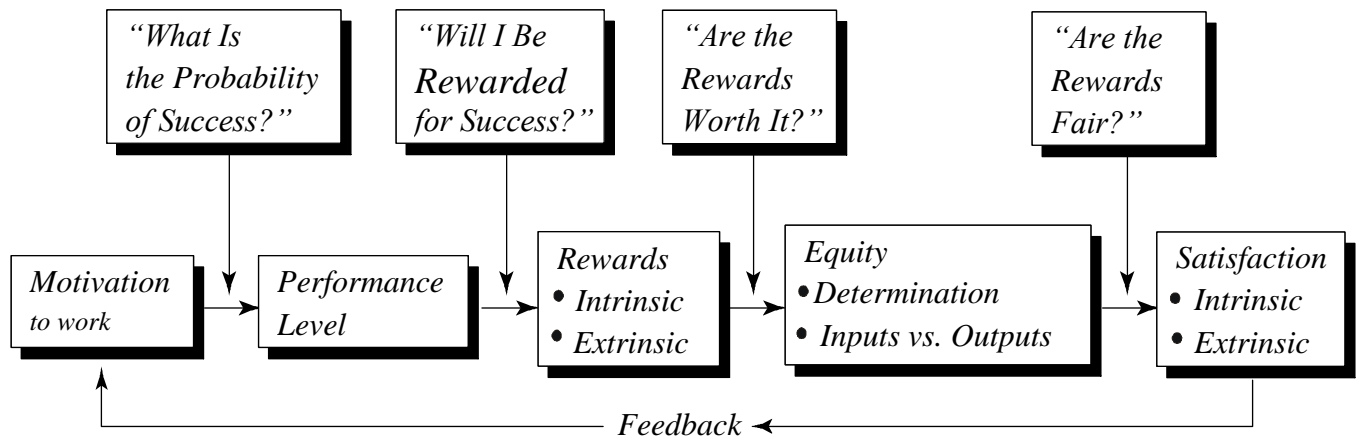 “What Is
the Probability
of Success?”
“Will I Be
Rewarded
for Success?”
“Are the
Rewards
Worth It?”
“Are the
Rewards
Fair?”
Motivation
to work
Performance
Level
Rewards
• Intrinsic
• Extrinsic
Equity
• Determination
• Inputs vs. Outputs
Satisfaction
• Intrinsic
• Extrinsic
Feedback